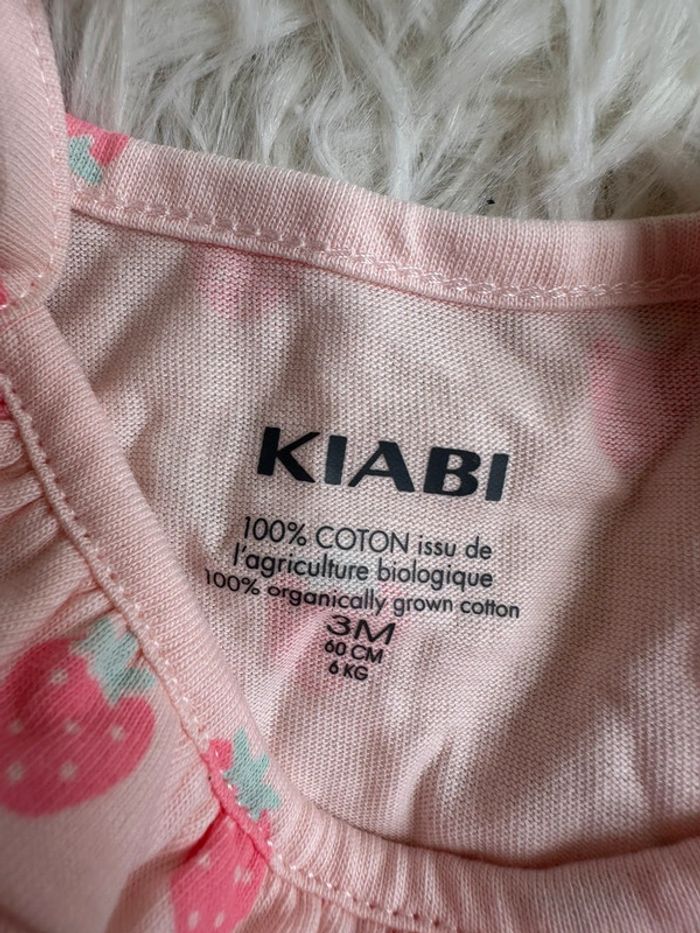 KIABI
100% COTON issu de
l'agriculture biologique
100% organically grown cotton
3M
60 CM
6 KG